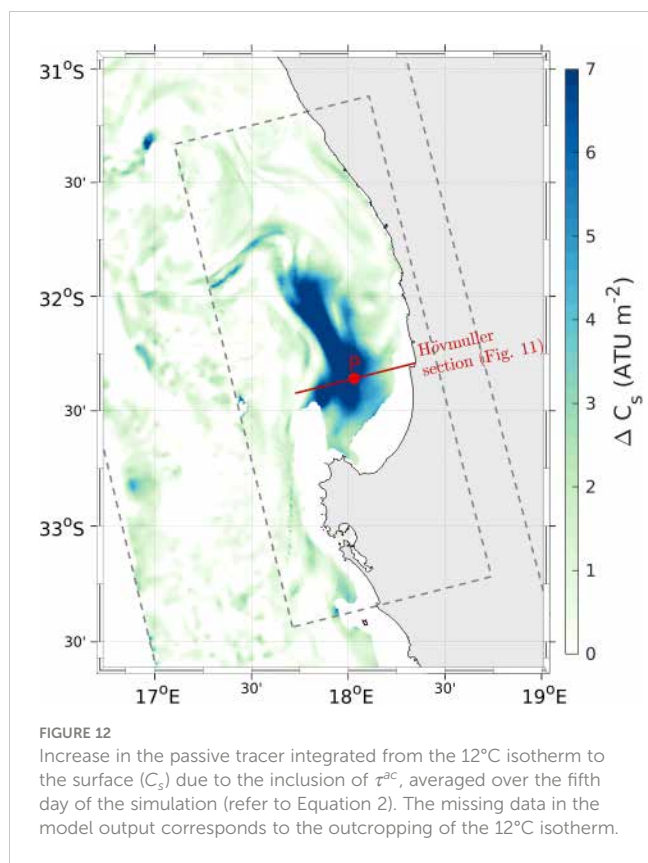 31°S
30'
32°S
30'
33°S
30'
17°E
30'
18°E
30'
19°E
P
Hovmuller
section (Fig. 11)
7
6
5
4
3
2
1
0
Δ Cs (ATU m-2)
FIGURE 12
Increase in the passive tracer integrated from the 12°C isotherm to
the surface (Cs) due to the inclusion of τac, averaged over the fifth
day of the simulation (refer to Equation 2). The missing data in the
model output corresponds to the outcropping of the 12°C isotherm.